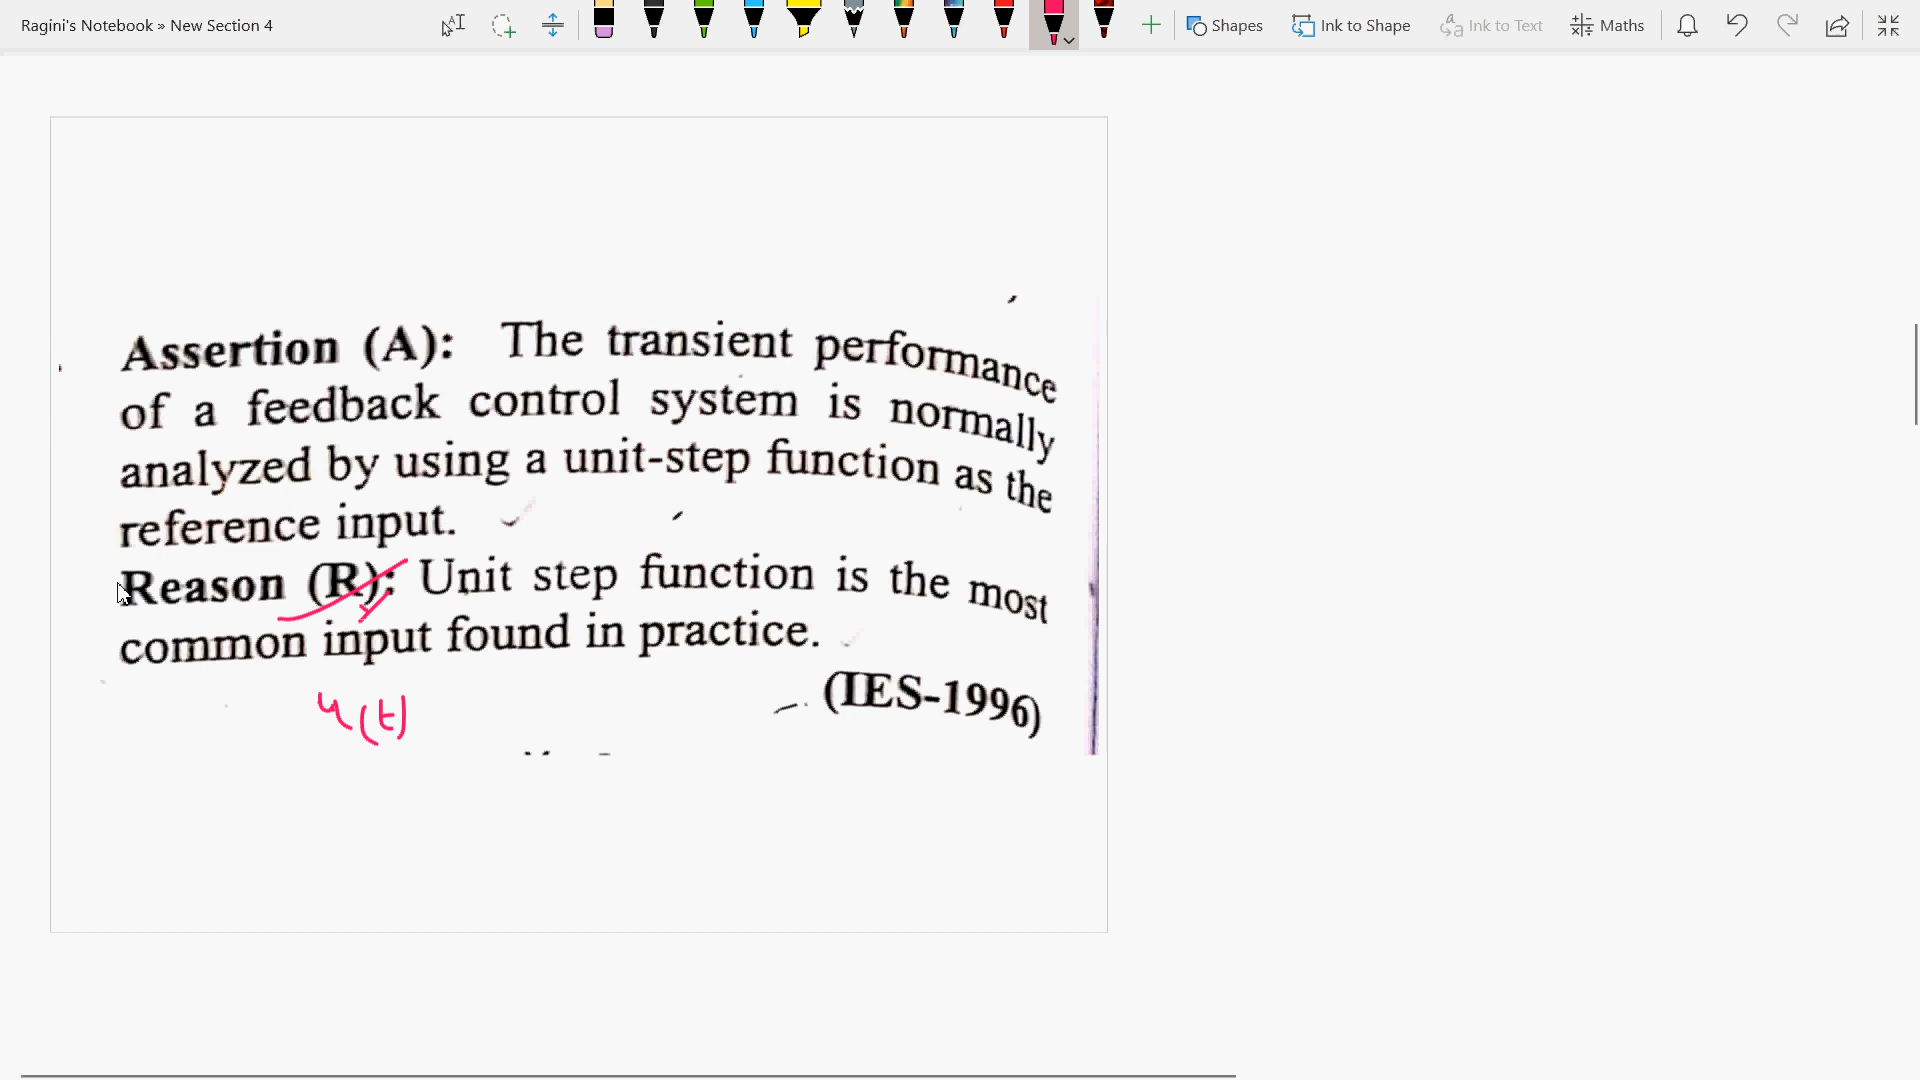 Ragini's Notebook » New Section 4
Shapes
Ink to Shape
Ink to Text
Maths
Assertion (A): The transient performance
of a feedback control system is normally
analyzed by using a unit-step function as the
reference input.
Reason (R): Unit step function is the most
common input found in practice.
(IES-1996)
u(t)